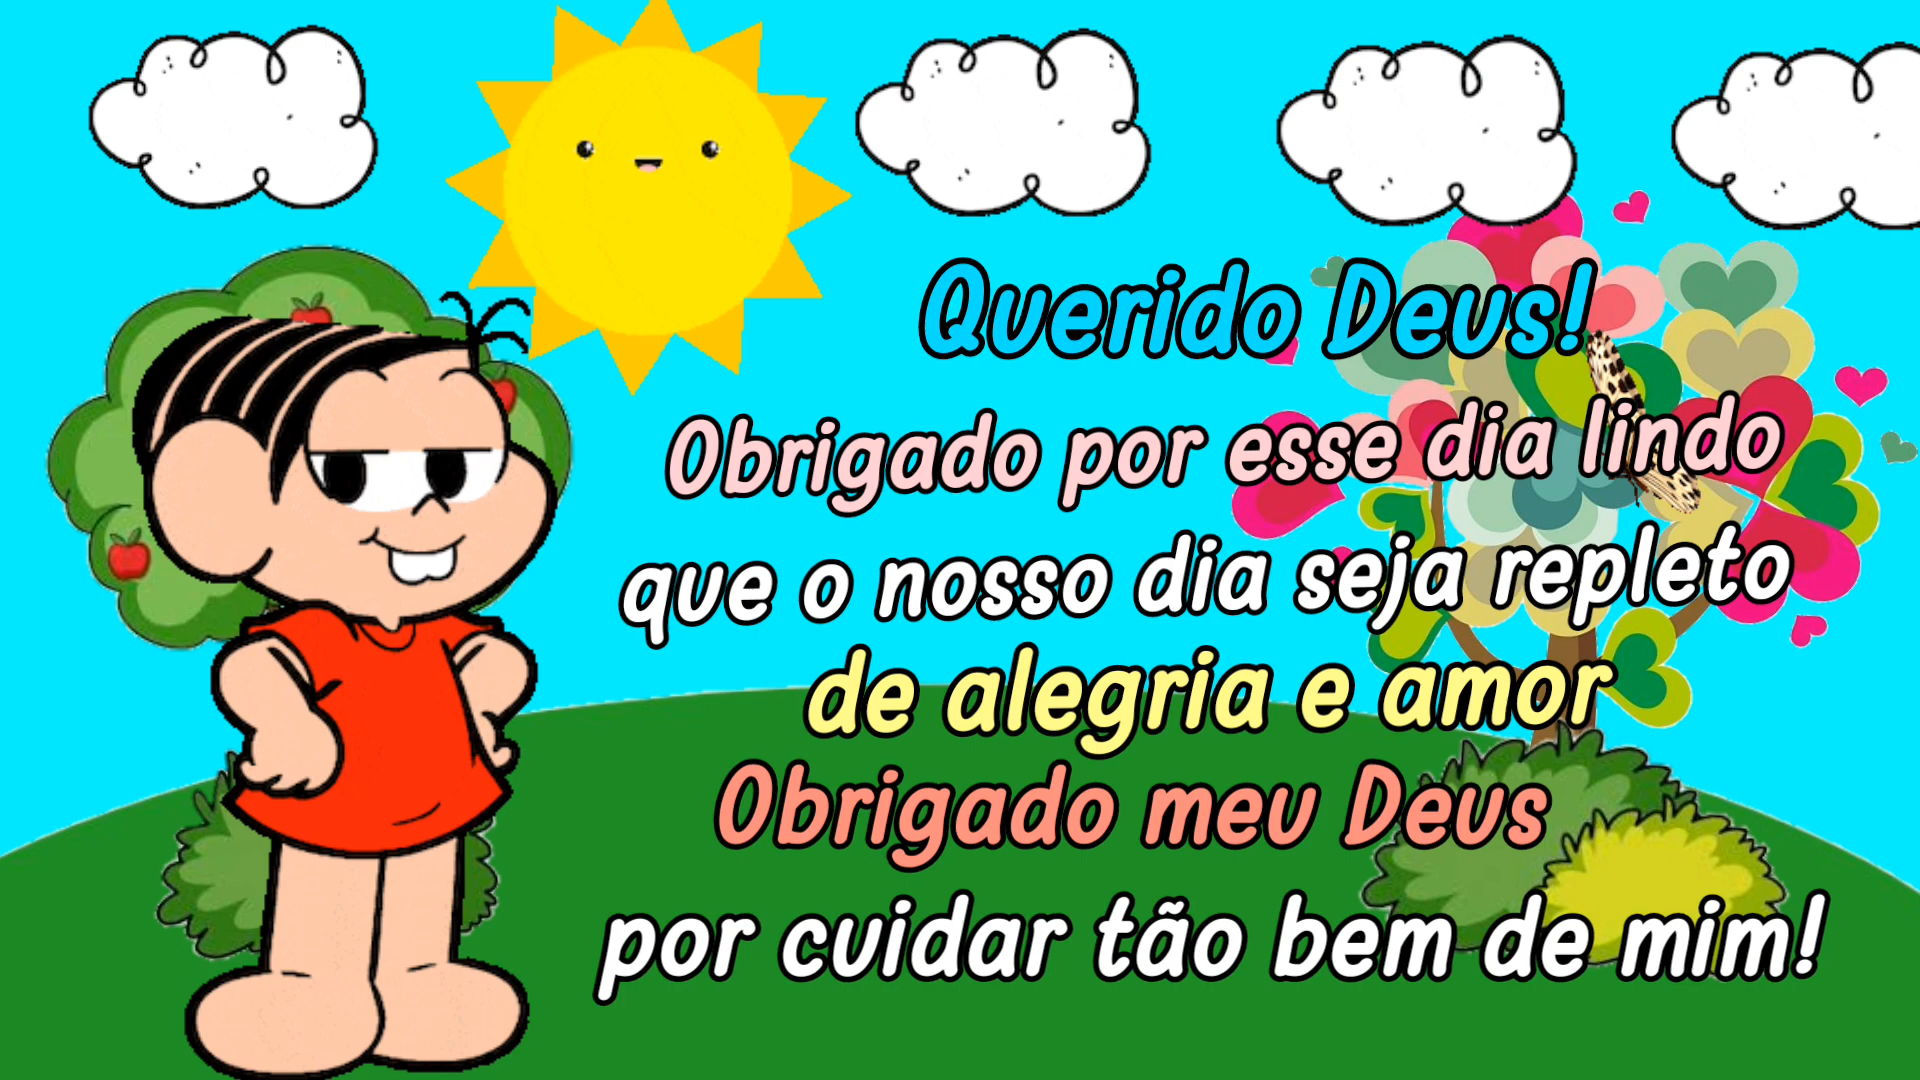 Querido Deus!
Obrigado por esse dia lindo
que o nosso dia seja repleto
de alegria e amor
Obrigado meu Deus
por cuidar tão bem de mim!